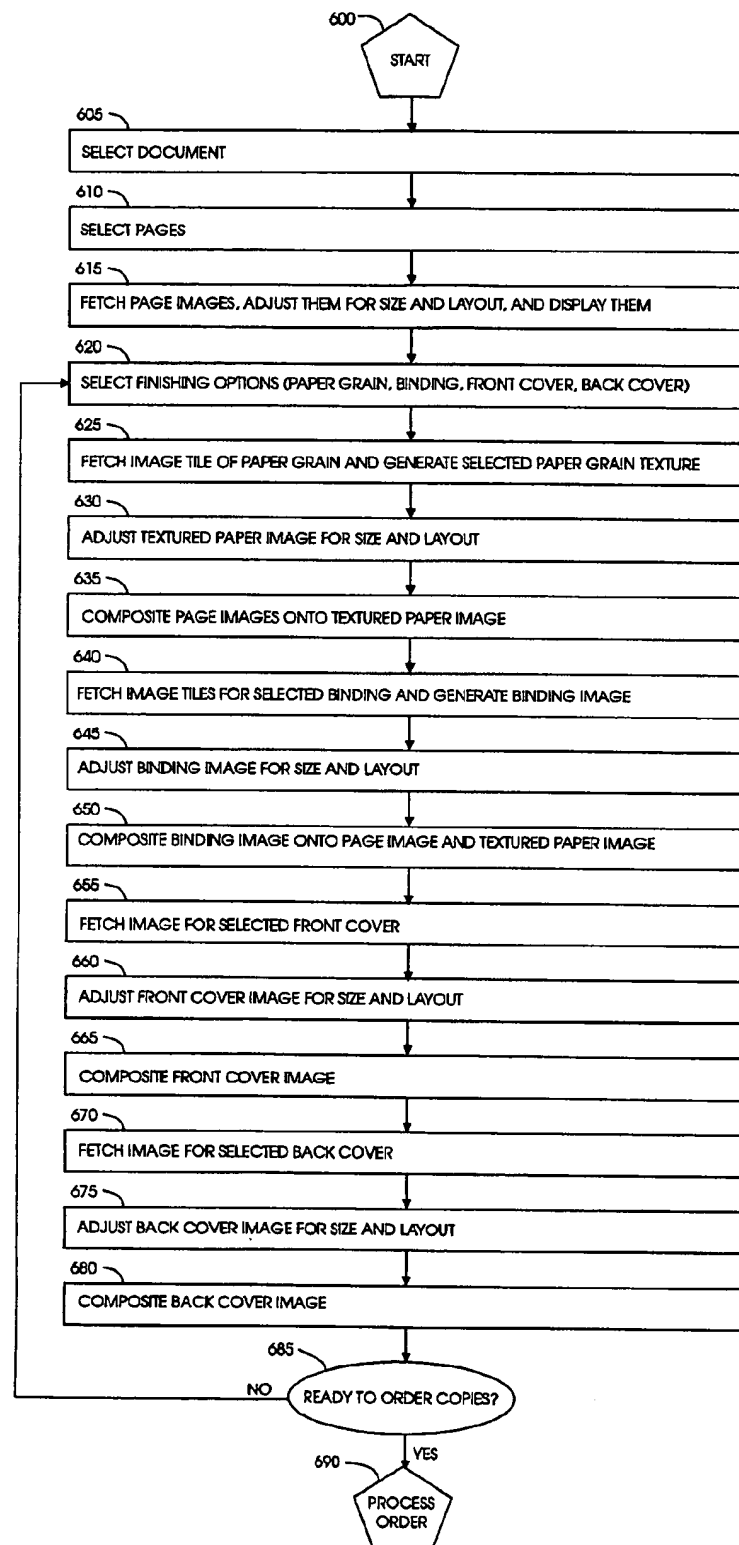 600
START
605
SELECT DOCUMENT
610
SELECT PAGES
615
FETCH PAGE IMAGES, ADJUST THEM FOR SIZE AND LAYOUT, AND DISPLAY THEM
620
SELECT FINISHING OPTIONS (PAPER GRAIN, BINDING, FRONT COVER, BACK COVER)
625
FETCH IMAGE TILE OF PAPER GRAIN AND GENERATE SELECTED PAPER GRAIN TEXTURE
630
ADJUST TEXTURED PAPER IMAGE FOR SIZE AND LAYOUT
635
COMPOSITE PAGE IMAGES ONTO TEXTURED PAPER IMAGE
640
FETCH IMAGE TILES FOR SELECTED BINDING AND GENERATE BINDING IMAGE
645
ADJUST BINDING IMAGE FOR SIZE AND LAYOUT
650
COMPOSITE BINDING IMAGE ONTO PAGE IMAGE AND TEXTURED PAPER IMAGE
655
FETCH IMAGE FOR SELECTED FRONT COVER
660
ADJUST FRONT COVER IMAGE FOR SIZE AND LAYOUT
665
COMPOSITE FRONT COVER IMAGE
670
FETCH IMAGE FOR SELECTED BACK COVER
675
ADJUST BACK COVER IMAGE FOR SIZE AND LAYOUT
680
COMPOSITE BACK COVER IMAGE
685
NO
READY TO ORDER COPIES?
YES
690
PROCESS
ORDER